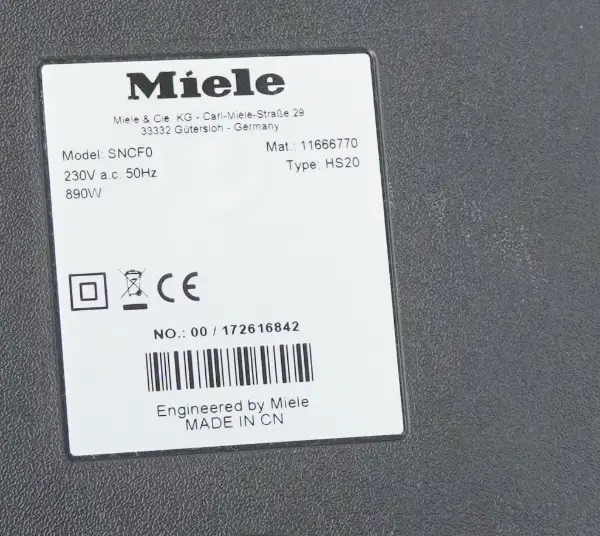 Miele
Miele & Cie. KG - Carl-Miele-Straße 29
33332 Gütersloh - Germany
Model: SNCF0
Mat.: 11666770
230V a.c. 50Hz
Type: HS20
890W
CE
NO.: 00 / 172616842
Engineered by Miele
MADE IN CN